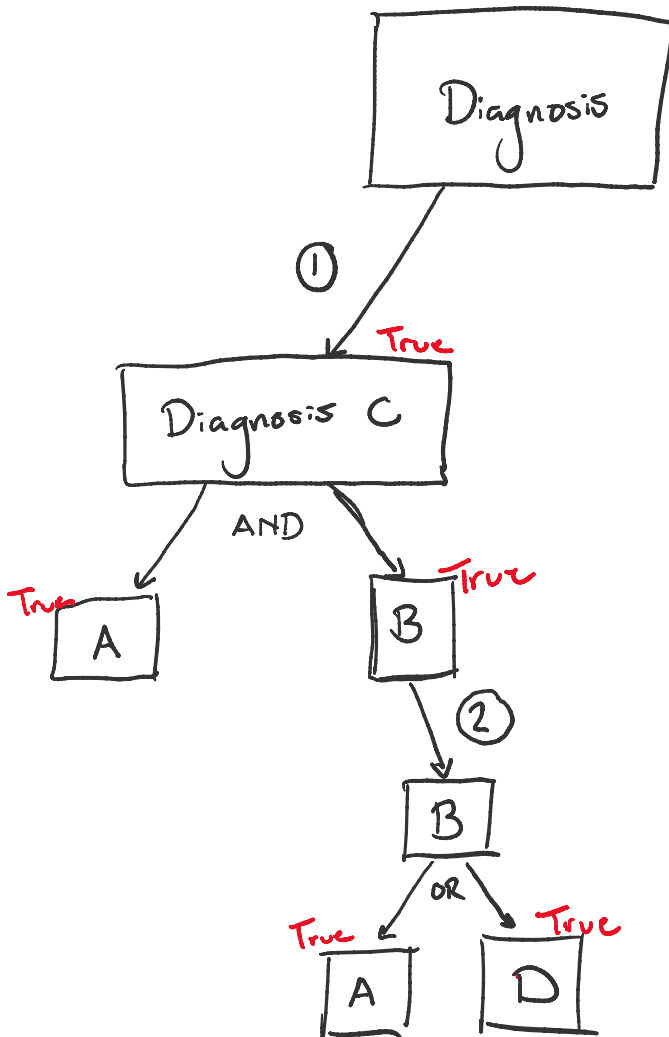 Diagnosis
1
True
Diagnosis C
AND
True
True
A
B
2
B
OR
True
True
A
D